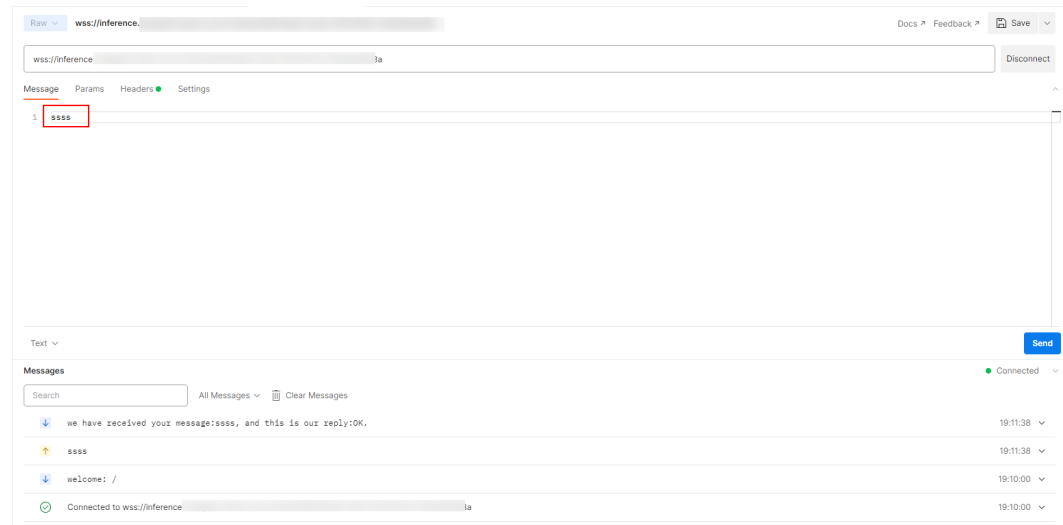 Raw wss://inference. Docs Feedback Save
wss://inference 3a Disconnect
Message Params Headers Settings
1 ssss
Text Send
Messages Connected
Search All Messages Clear Messages
we have received your message:ssss, and this is our reply:OK. 19:11:38
ssss 19:11:38
welcome: / 19:10:00
Connected to wss://inference 19:10:00